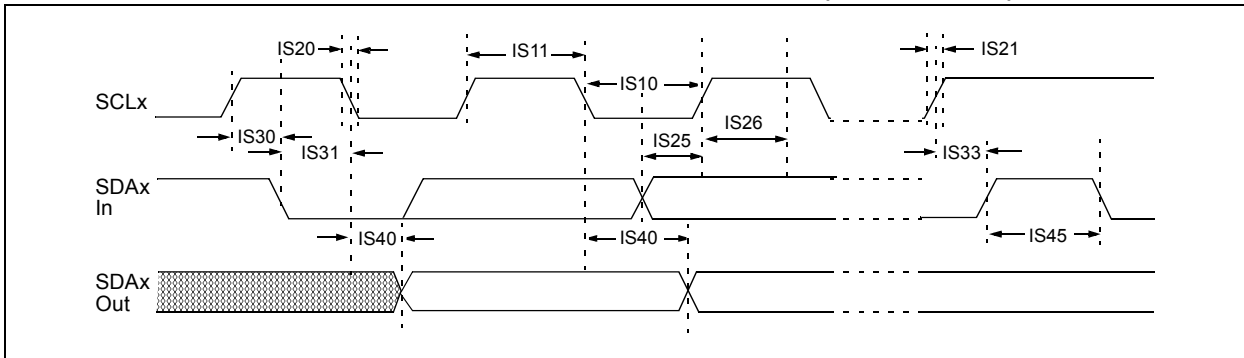 IS20
IS11
IS21
IS10
SCLx
IS30
IS31
IS25
IS26
IS33
SDAx
In
IS40
IS40
IS45
SDAx
Out